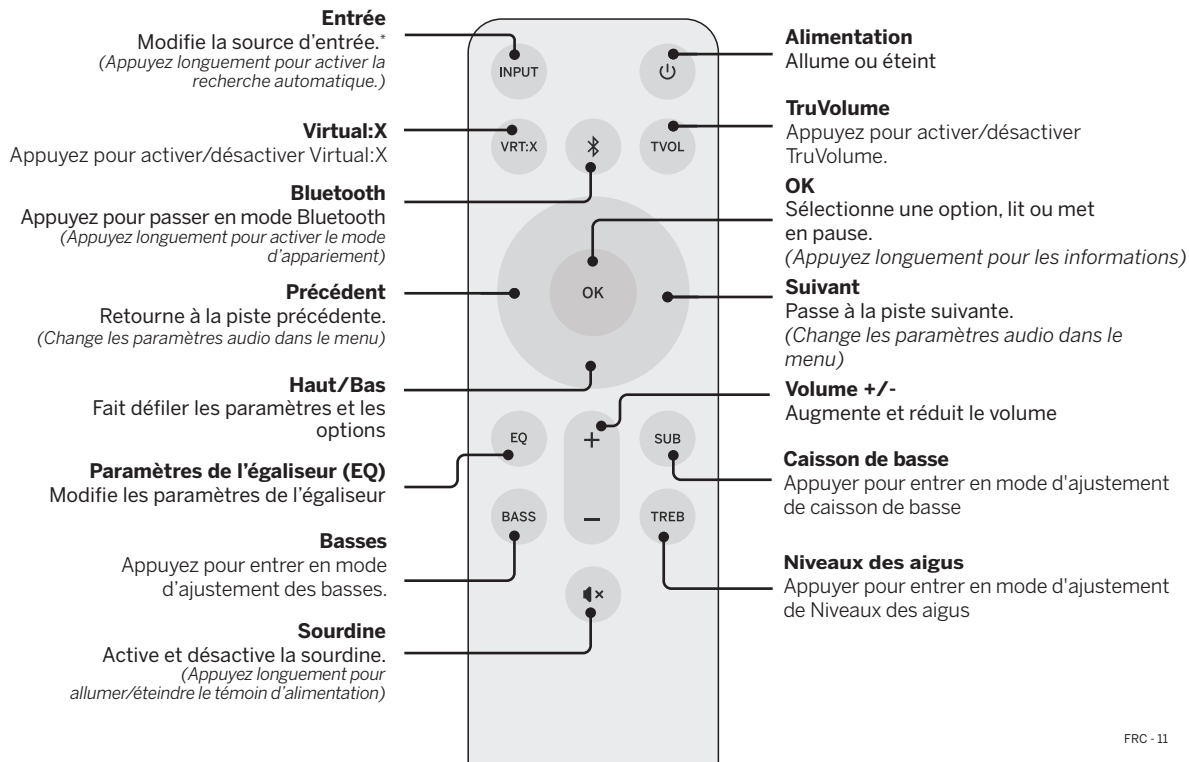 Entrée
Modifie la source d'entrée.*
(Appuyez longuement pour activer la
recherche automatique.)
Virtual:X
Appuyez pour activer/désactiver Virtual:X
Bluetooth
Appuyez pour passer en mode Bluetooth
(Appuyez longuement pour activer le mode
d'appariement)
Précédent
Retourne à la piste précédente.
(Change les paramètres audio dans le menu)
Haut/Bas
Fait défiler les paramètres et les
options
Paramètres de l'égaliseur (EQ)
Modifie les paramètres de l'égaliseur
Basses
Appuyez pour entrer en mode
d'ajustement des basses.
Sourdine
Active et désactive la sourdine.
(Appuyez longuement pour
allumer/éteindre le témoin d'alimentation)
INPUT
VRT:X
TVOL
OK
EQ
+
SUB
BASS
–
TREB
Alimentation
Allume ou éteint
TruVolume
Appuyez pour activer/désactiver
TruVolume.
OK
Sélectionne une option, lit ou met
en pause.
(Appuyez longuement pour les informations)
Suivant
Passe à la piste suivante.
(Change les paramètres audio dans le
menu)
Volume +/-
Augmente et réduit le volume
Caisson de basse
Appuyer pour entrer en mode d'ajustement
de caisson de basse
Niveaux des aigus
Appuyer pour entrer en mode d'ajustement
de Niveaux des aigus
FRC - 11